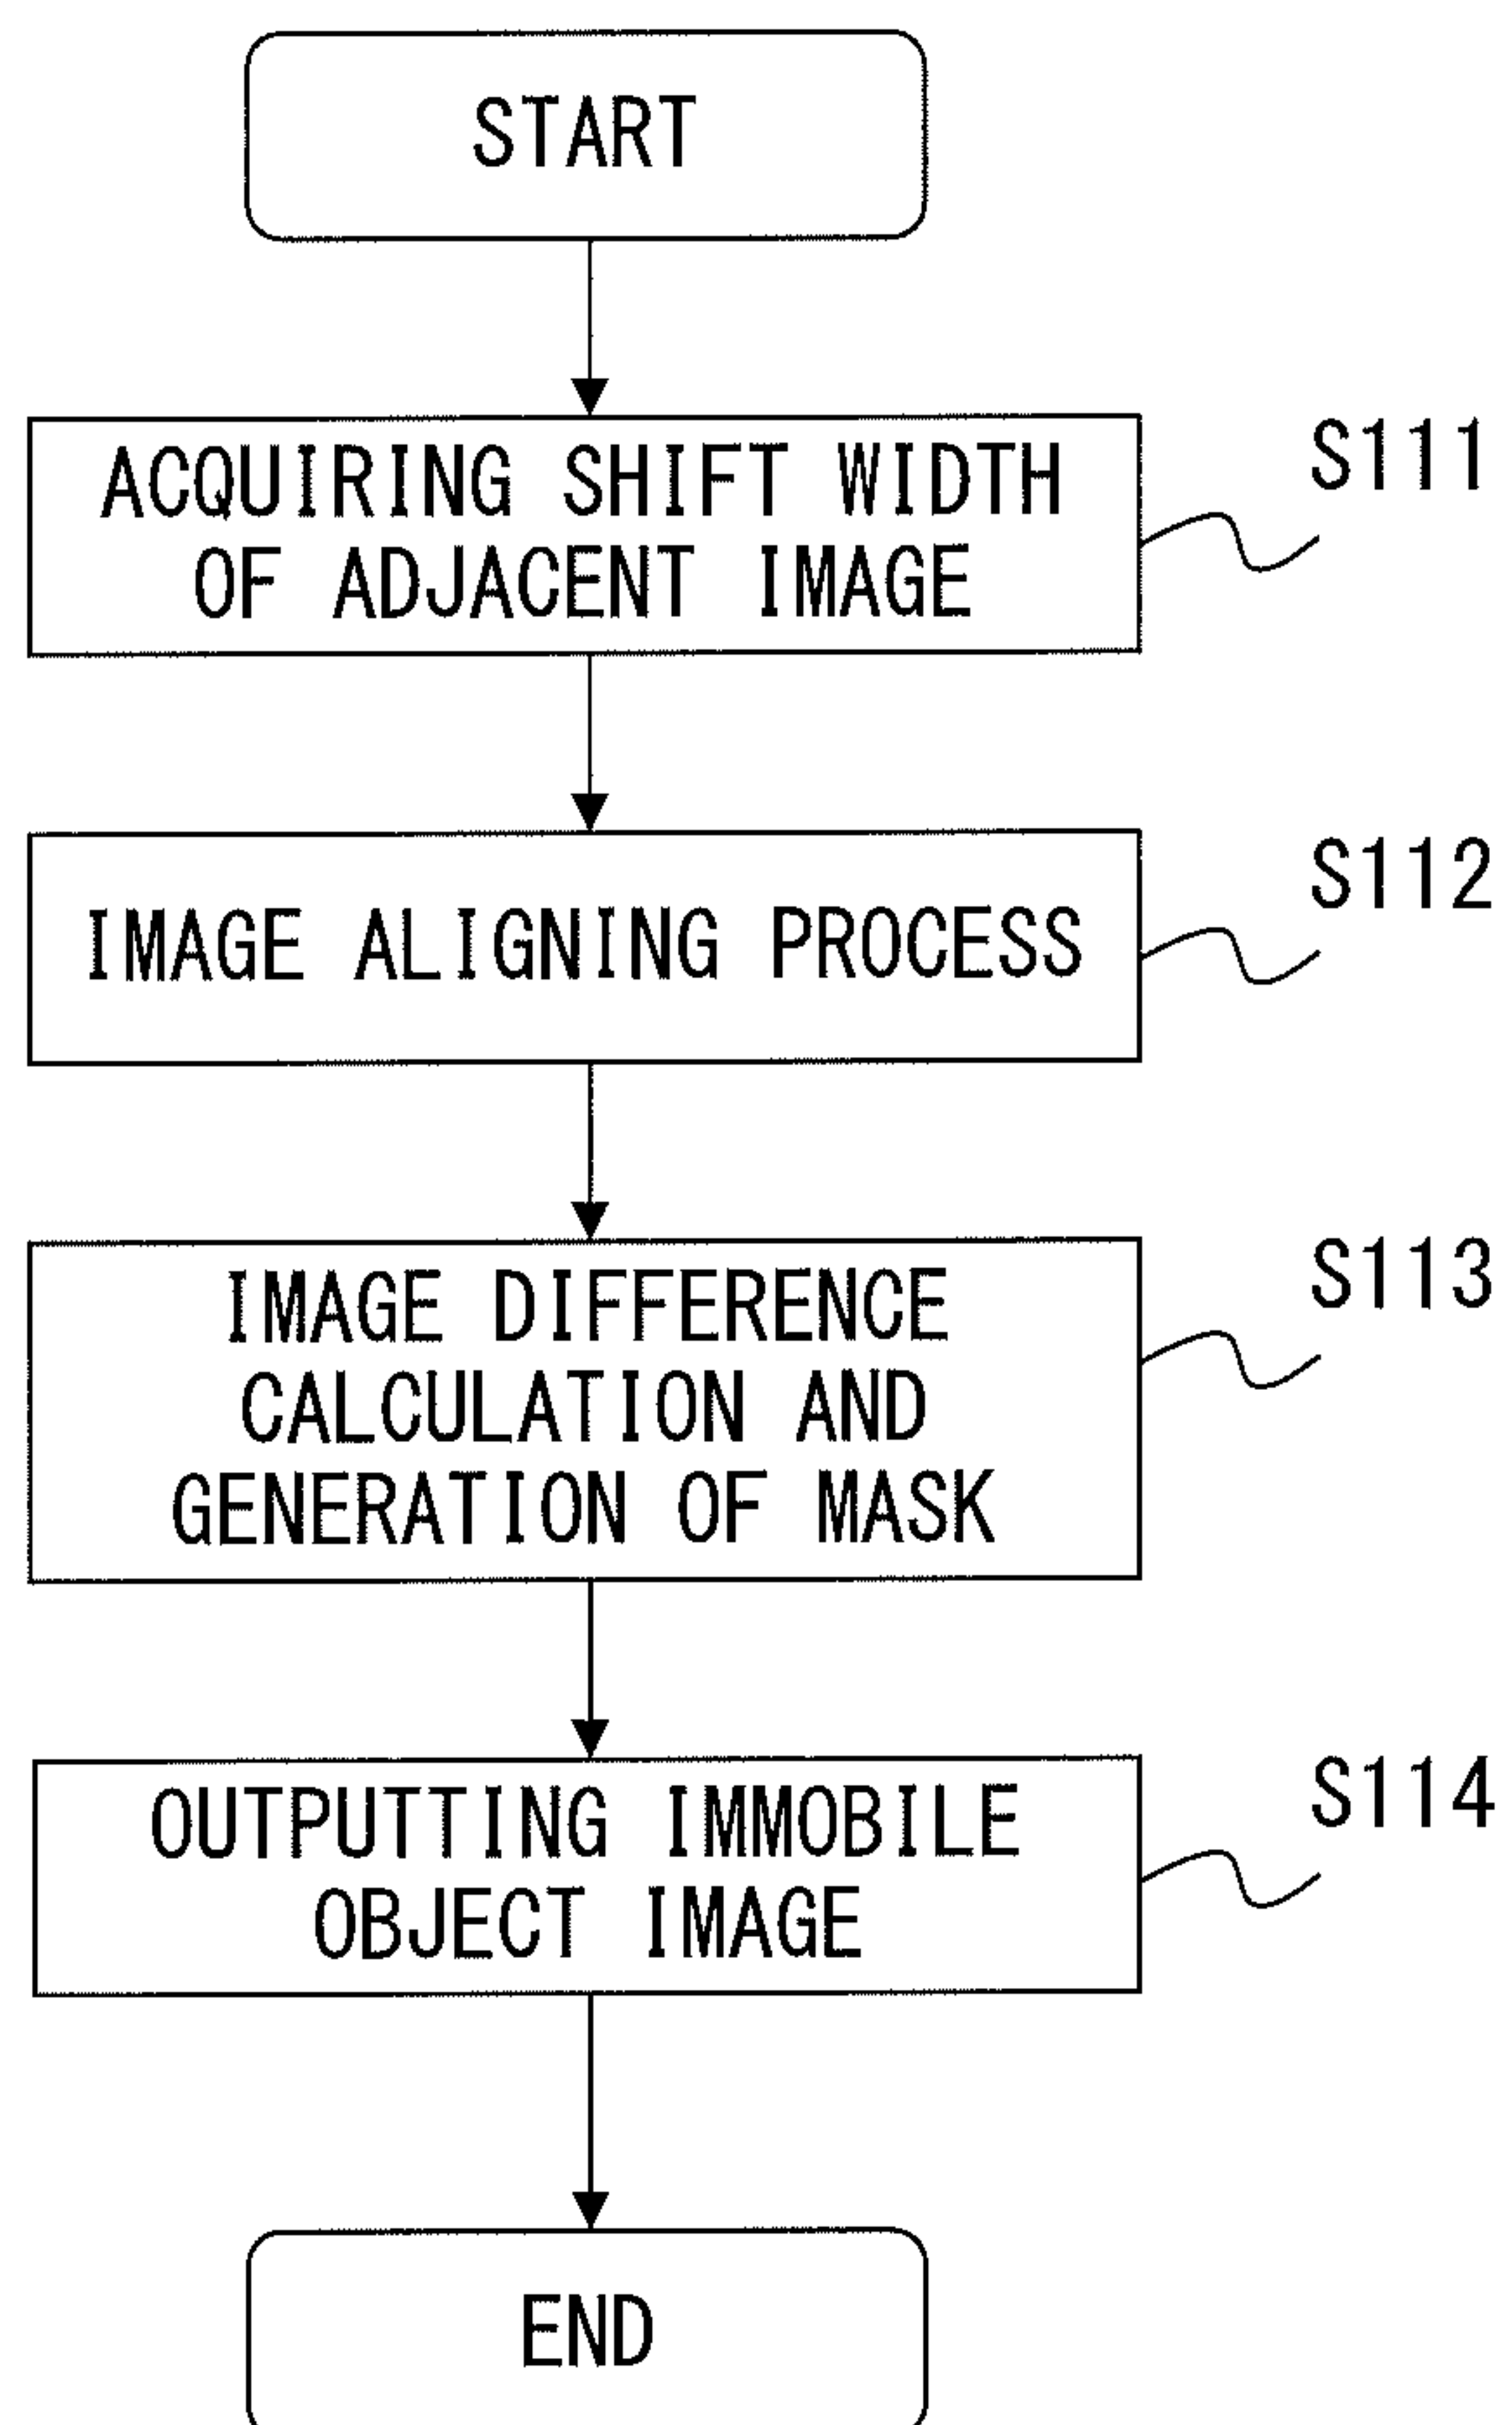 START
ACQUIRING SHIFT WIDTH
OF ADJACENT IMAGE
S111
IMAGE ALIGNING PROCESS
S112
IMAGE DIFFERENCE
CALCULATION AND
GENERATION OF MASK
S113
OUTPUTTING IMMOBILE
OBJECT IMAGE
S114
END